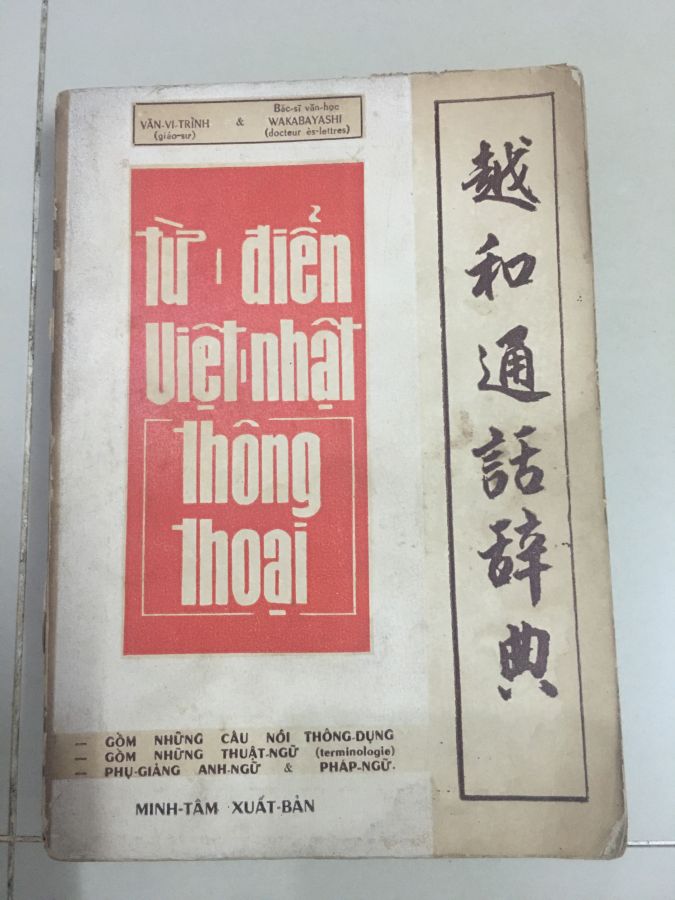 VĂN-VI-TRÌNH
(giáo-sư)
&
Bác-sĩ văn-học
WAKABAYASHI
(docteur ès-lettres)
từ-điển
việt-nhật
thông
thoại
越和通話辞典
— GỒM NHỮNG CÂU NÓI THÔNG-DỤNG
— GỒM NHỮNG THUẬT-NGỮ (terminologie)
— PHỤ-GIẢNG ANH-NGỮ & PHÁP-NGỮ.
MINH-TÂM XUẤT-BẢN